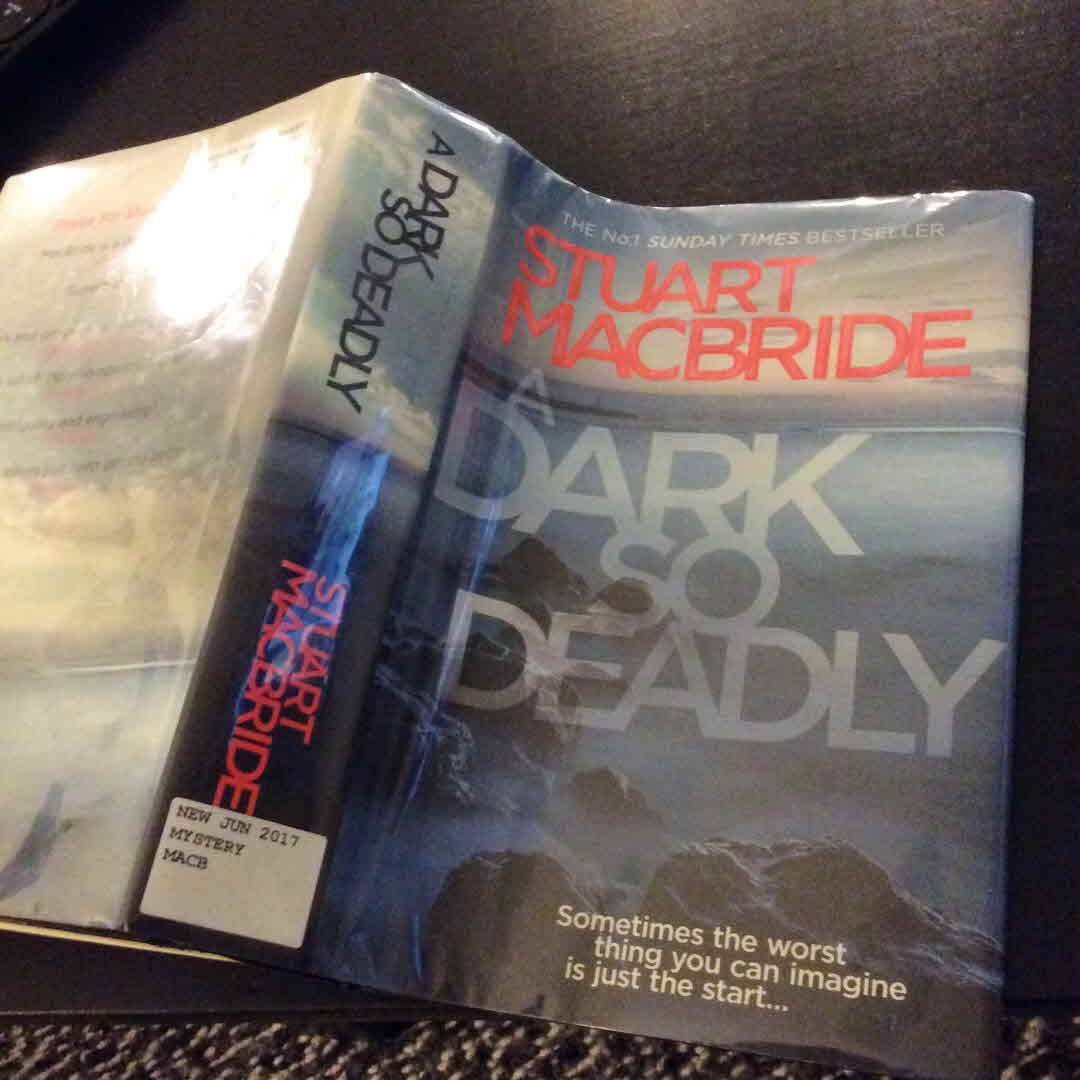 A DARK
SO DEADLY
STUART
MACBRIDE
NEW JUN 2017
MYSTERY
MACB
THE No.1 SUNDAY TIMES BESTSELLER
STUART
MACBRIDE
A
DARK
SO
DEADLY
Sometimes the worst
thing you can imagine
is just the start...